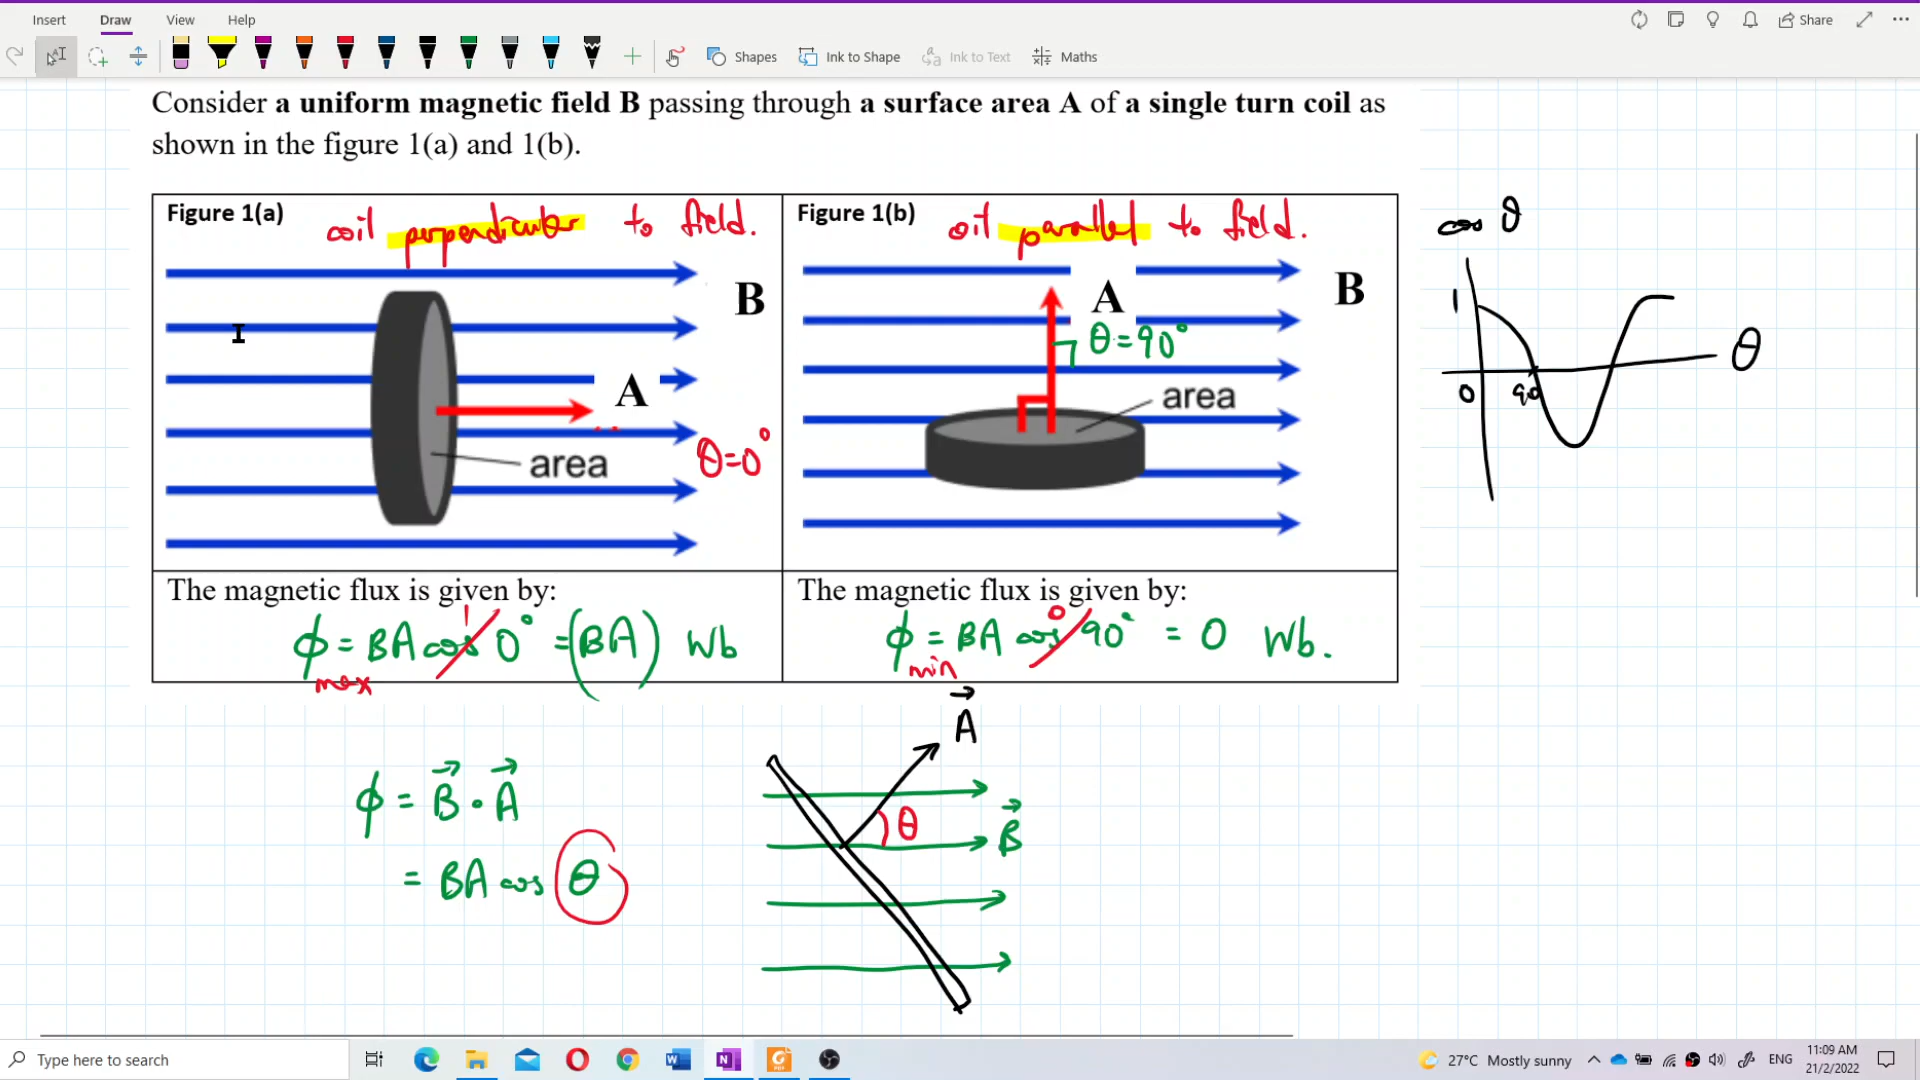 Insert Draw View Help
Share
Shapes Ink to Shape Ink to Text Maths
Consider a uniform magnetic field B passing through a surface area A of a single turn coil as
shown in the figure 1(a) and 1(b).
Figure 1(a)
coil perpendicular to field.
B
A
area
θ=0°
Figure 1(b)
coil parallel to field.
A
B
θ=90°
area
cos θ
1
0
90
θ
The magnetic flux is given by:
ϕ = BA cos 0° = (BA) Wb
1
max
The magnetic flux is given by:
ϕ = BA cos 90° = 0 Wb.
0
min
ϕ = B⃗ • A⃗
= BA cos θ
A⃗
θ
B⃗
Type here to search
27°C Mostly sunny
ENG
11:09 AM
21/2/2022